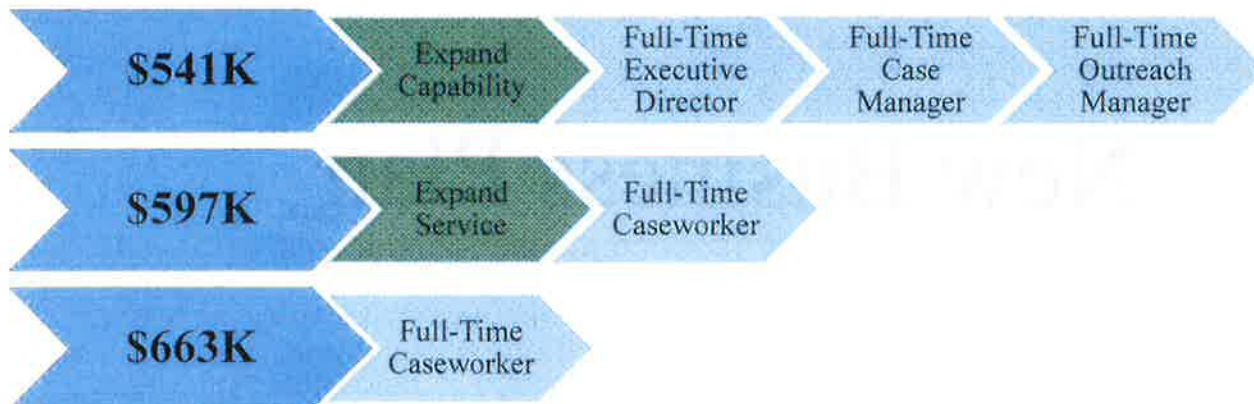 $541K
Expand
Capability
Full-Time
Executive
Director
Full-Time
Case
Manager
Full-Time
Outreach
Manager
$597K
Expand
Service
Full-Time
Caseworker
$663K
Full-Time
Caseworker